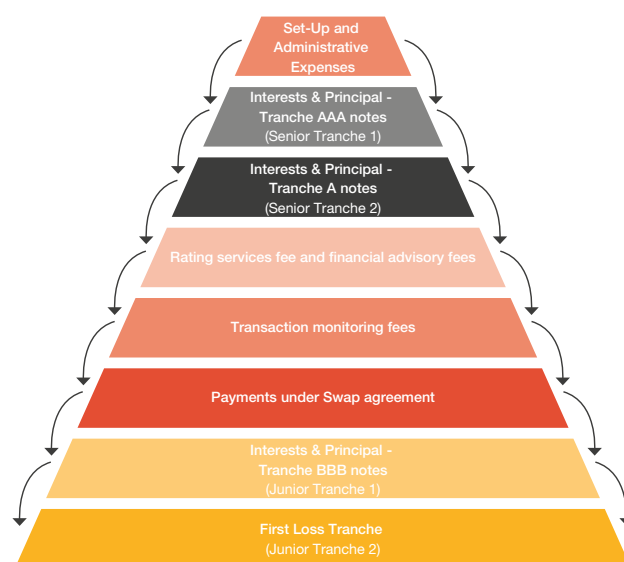 Set-Up and
Administrative
Expenses
Interests & Principal -
Tranche AAA notes
(Senior Tranche 1)
Interests & Principal -
Tranche A notes
(Senior Tranche 2)
Rating services fee and financial advisory fees
Transaction monitoring fees
Payments under Swap agreement
Interests & Principal -
Tranche BBB notes
(Junior Tranche 1)
First Loss Tranche
(Junior Tranche 2)